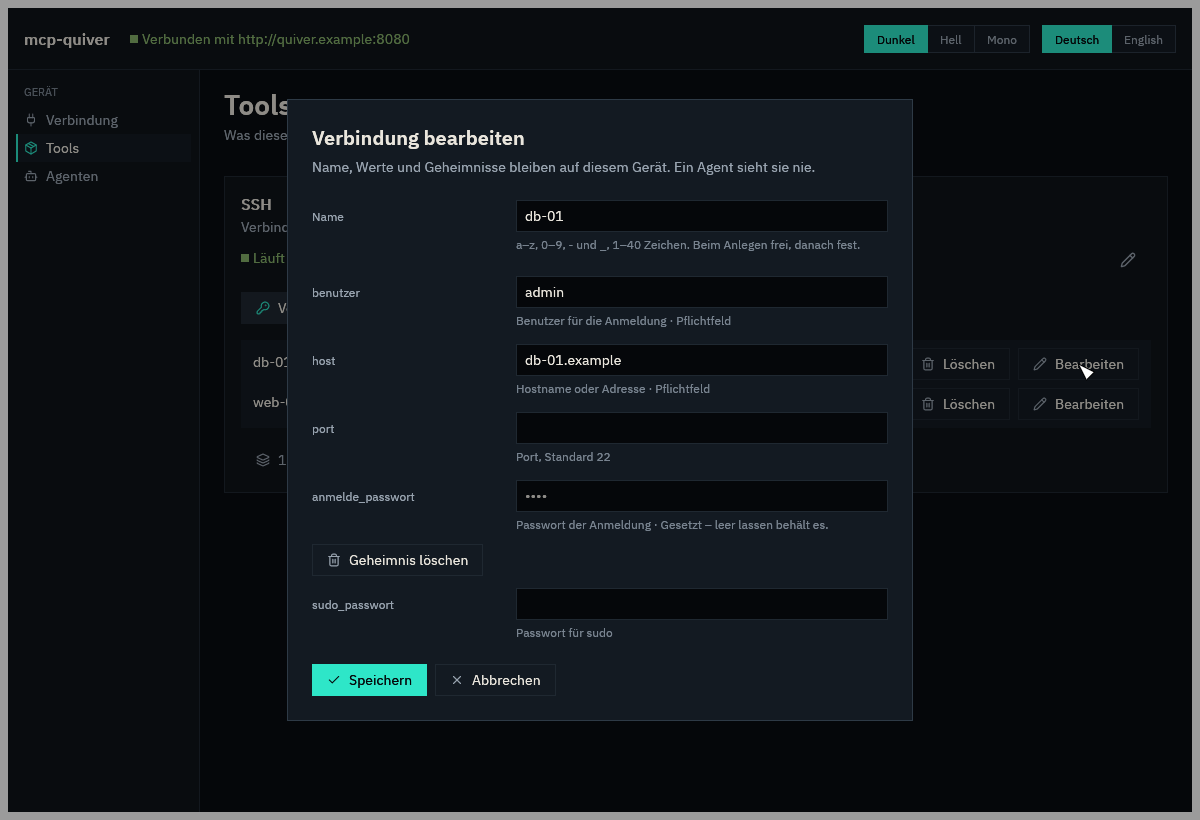 mcp-quiver
Verbunden mit http://quiver.example:8080
Dunkel
Hell
Mono
Deutsch
English
GERÄT
Verbindung
Tools
Agenten
Tools
Was diese
SSH
Verbind
Läuft
db-01
Löschen
Bearbeiten
web-
Löschen
Bearbeiten
1
Verbindung bearbeiten
Name, Werte und Geheimnisse bleiben auf diesem Gerät. Ein Agent sieht sie nie.
Name
db-01
a–z, 0–9, - und _, 1–40 Zeichen. Beim Anlegen frei, danach fest.
benutzer
admin
Benutzer für die Anmeldung · Pflichtfeld
host
db-01.example
Hostname oder Adresse · Pflichtfeld
port
Port, Standard 22
anmelde_passwort
••••
Passwort der Anmeldung · Gesetzt – leer lassen behält es.
Geheimnis löschen
sudo_passwort
Passwort für sudo
Speichern
Abbrechen